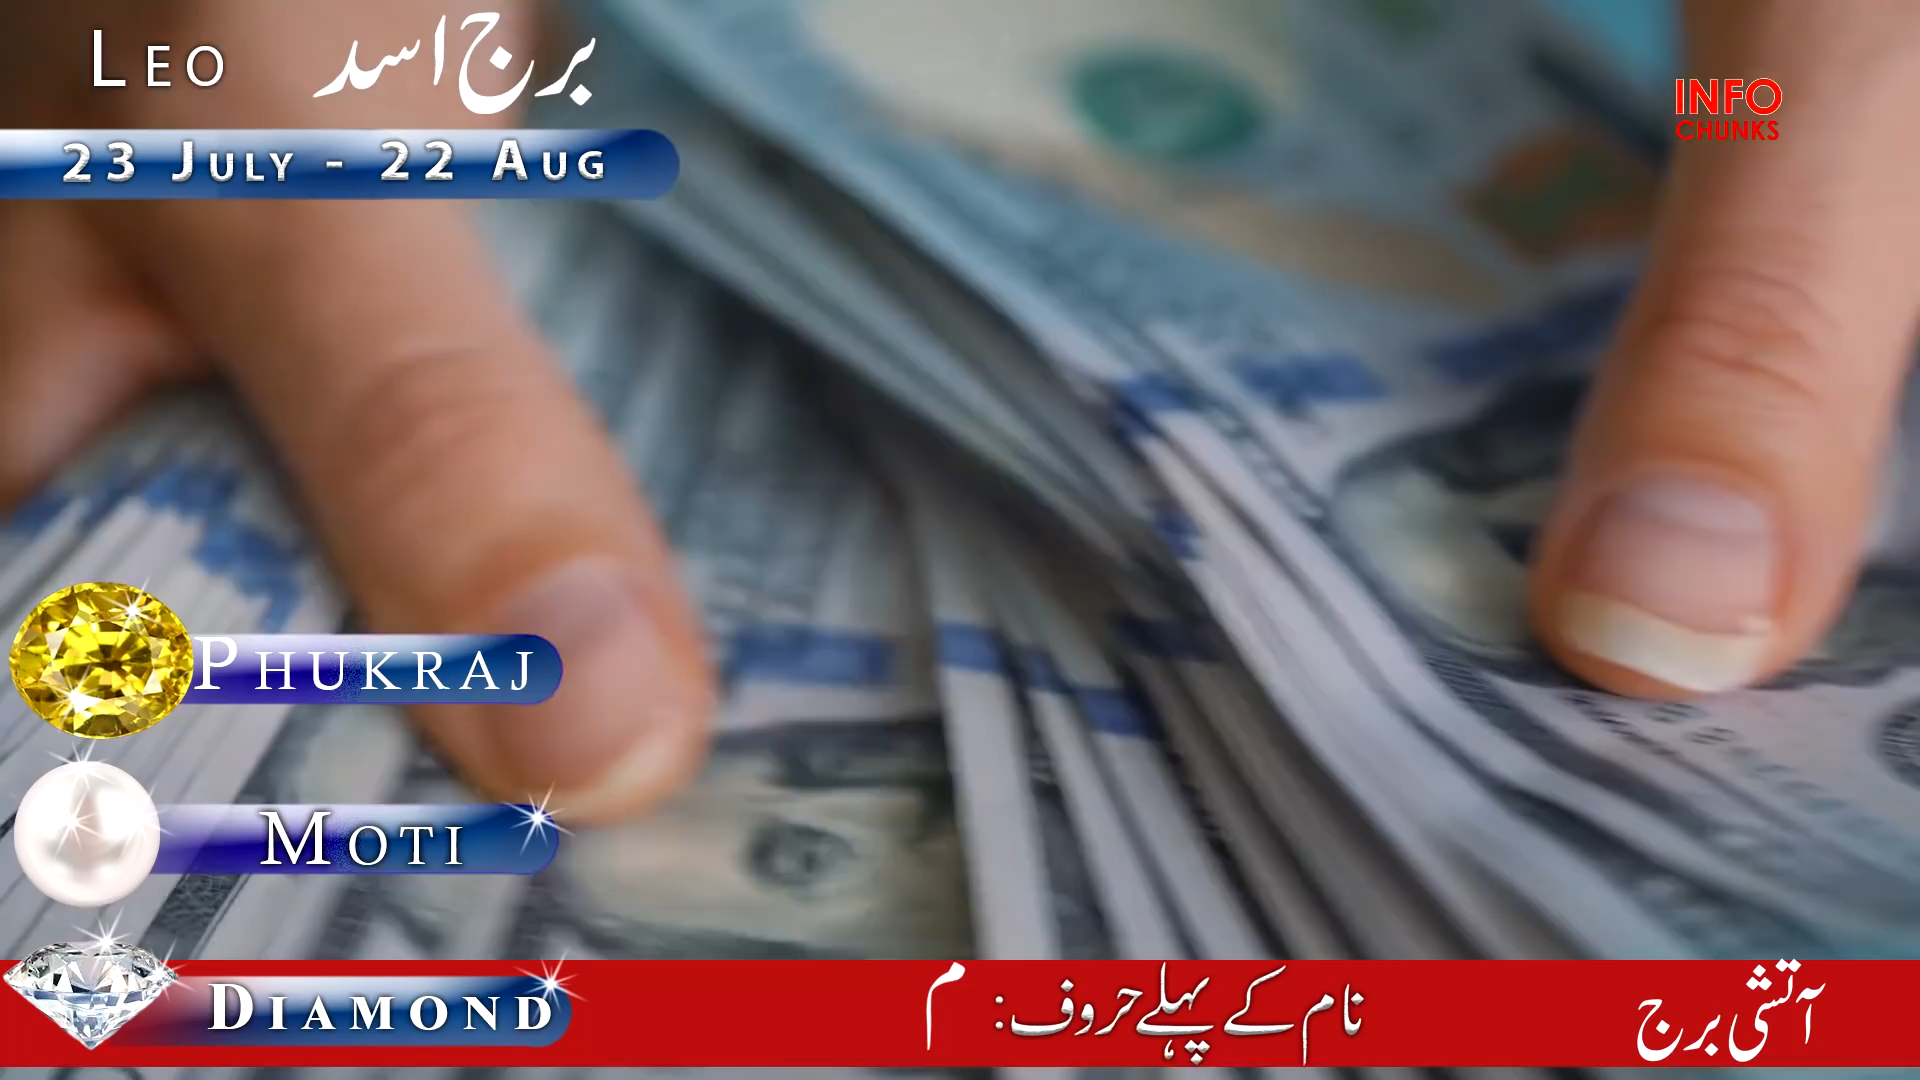 Leo برج اسد
23 July - 22 Aug
INFO
CHUNKS
Phukraj
Moti
Diamond
نام کے پہلے حروف: م
آتشی برج